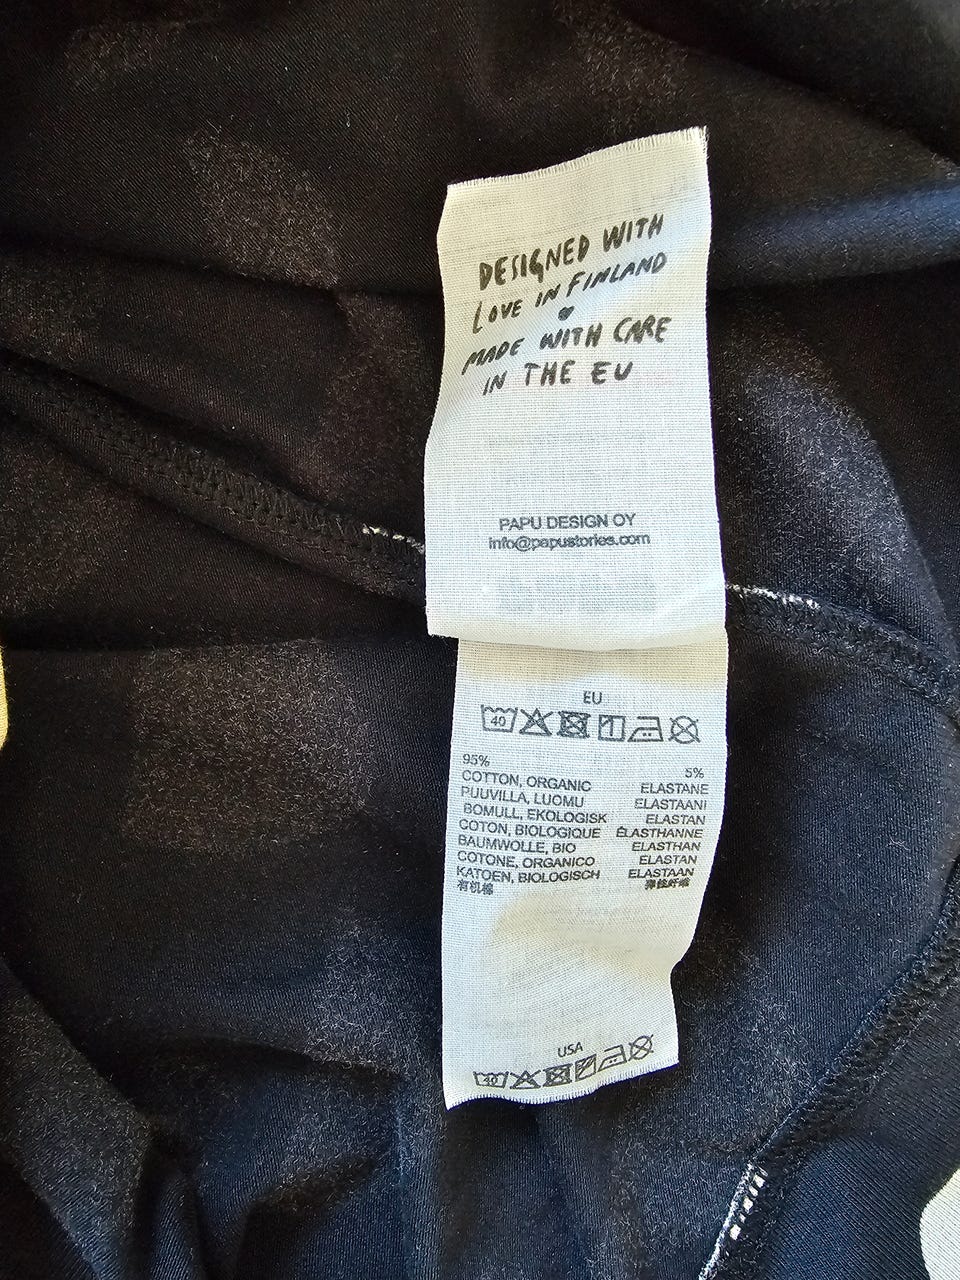 DESIGNED WITH
LOVE IN FINLAND
MADE WITH CARE
IN THE EU
PAPU DESIGN OY
info@papustories.com
EU
40
95%
COTTON, ORGANIC
PUUVILLA, LUOMU
BOMULL, EKOLOGISK
COTON, BIOLOGIQUE
BAUMWOLLE, BIO
COTONE, ORGANICO
KATOEN, BIOLOGISCH
有机棉
5%
ELASTANE
ELASTAANI
ELASTAN
ÉLASTHANNE
ELASTHAN
ELASTAN
ELASTAAN
弹性纤维
USA
40